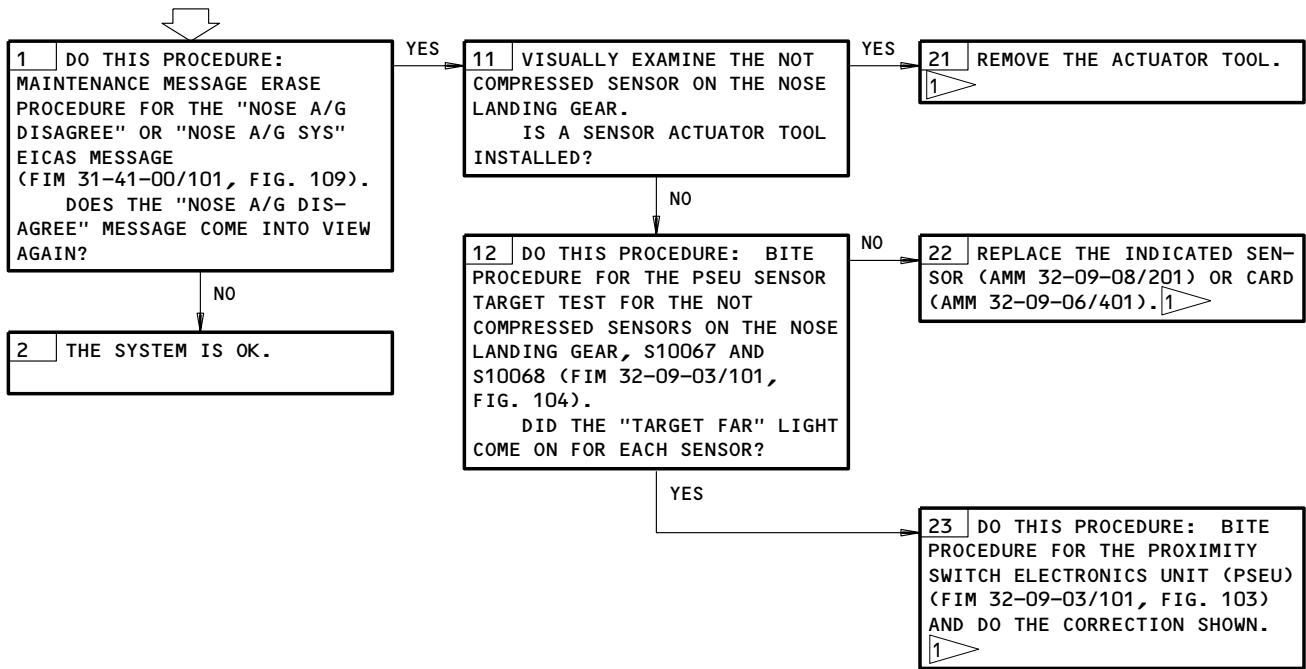 1 DO THIS PROCEDURE:
MAINTENANCE MESSAGE ERASE
PROCEDURE FOR THE "NOSE A/G
DISAGREE" OR "NOSE A/G SYS"
EICAS MESSAGE
(FIM 31-41-00/101, FIG. 109).
DOES THE "NOSE A/G DIS-
AGREE" MESSAGE COME INTO VIEW
AGAIN?
YES
NO
2 THE SYSTEM IS OK.
11 VISUALLY EXAMINE THE NOT
COMPRESSED SENSOR ON THE NOSE
LANDING GEAR.
IS A SENSOR ACTUATOR TOOL
INSTALLED?
YES
NO
21 REMOVE THE ACTUATOR TOOL.
1
12 DO THIS PROCEDURE: BITE
PROCEDURE FOR THE PSEU SENSOR
TARGET TEST FOR THE NOT
COMPRESSED SENSORS ON THE NOSE
LANDING GEAR, S10067 AND
S10068 (FIM 32-09-03/101,
FIG. 104).
DID THE "TARGET FAR" LIGHT
COME ON FOR EACH SENSOR?
NO
YES
22 REPLACE THE INDICATED SEN-
SOR (AMM 32-09-08/201) OR CARD
(AMM 32-09-06/401). 1
23 DO THIS PROCEDURE: BITE
PROCEDURE FOR THE PROXIMITY
SWITCH ELECTRONICS UNIT (PSEU)
(FIM 32-09-03/101, FIG. 103)
AND DO THE CORRECTION SHOWN.
1